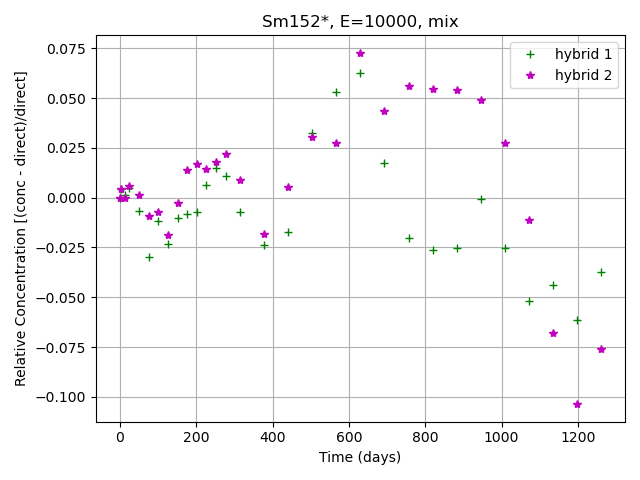 Sm152*, E=10000, mix
hybrid 1
hybrid 2
Relative Concentration [(conc - direct)/direct]
0.075
0.050
0.025
0.000
−0.025
−0.050
−0.075
−0.100
0 200 400 600 800 1000 1200
Time (days)